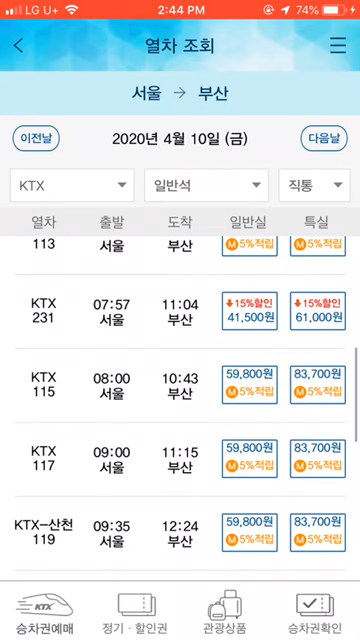 LG U+ 2:44 PM 74%
열차 조회
서울 → 부산
이전날 2020년 4월 10일 (금) 다음날
KTX 일반석 직통
열차 출발 도착 일반실 특실
113 서울 부산 M 5%적립 M 5%적립
KTX 07:57 11:04 15%할인 15%할인
231 서울 부산 41,500원 61,000원
KTX 08:00 10:43 59,800원 83,700원
115 서울 부산 M 5%적립 M 5%적립
KTX 09:00 11:15 59,800원 83,700원
117 서울 부산 M 5%적립 M 5%적립
KTX-산천 09:35 12:24 59,800원 83,700원
119 서울 부산 M 5%적립 M 5%적립
KTX
승차권예매 정기·할인권 관광상품 승차권확인